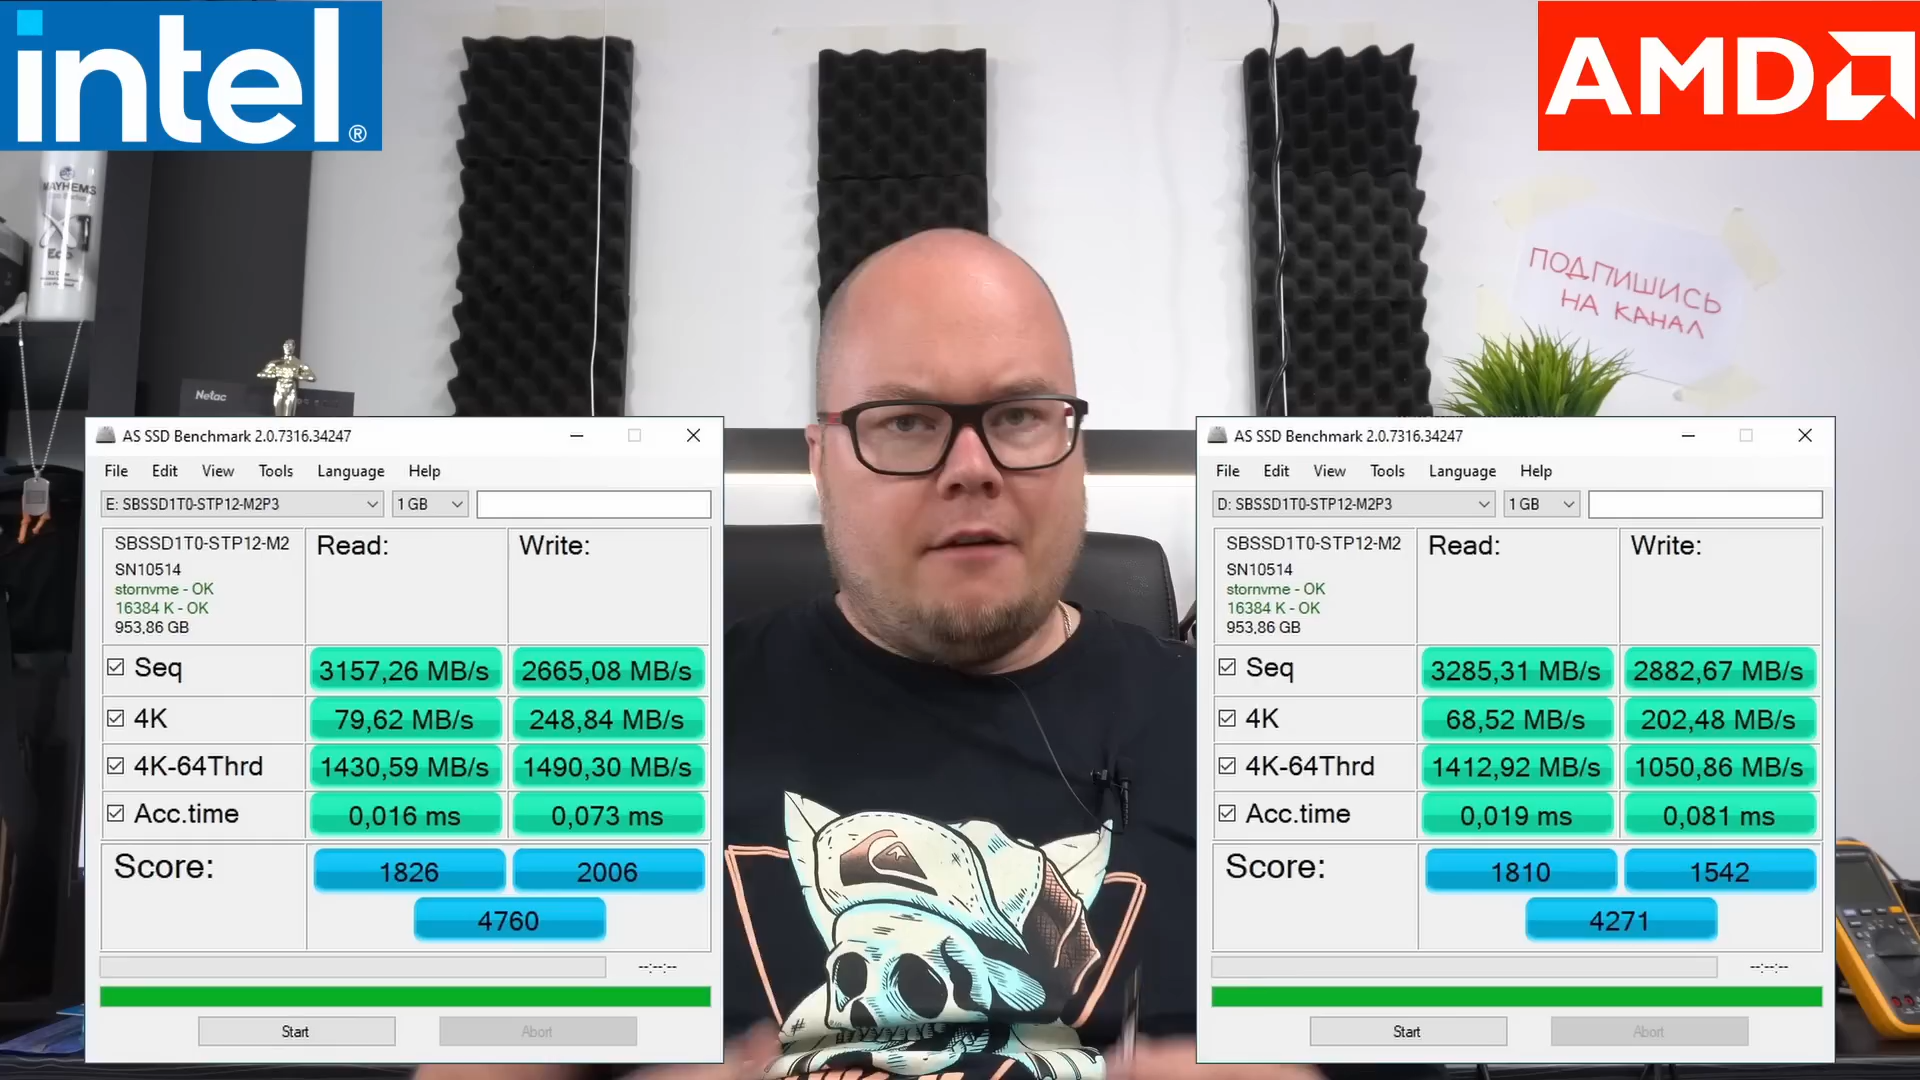 intel®
AMD
MAYHEMS
X1
Eco
ПОДПИШИСЬ
НА КАНАЛ
Netac
AS SSD Benchmark 2.0.7316.34247
File Edit View Tools Language Help
E: SBSSD1T0-STP12-M2P3 1 GB
SBSSD1T0-STP12-M2
SN10514
stornvme - OK
16384 K - OK
953,86 GB
Read: Write:
Seq 3157,26 MB/s 2665,08 MB/s
4K 79,62 MB/s 248,84 MB/s
4K-64Thrd 1430,59 MB/s 1490,30 MB/s
Acc.time 0,016 ms 0,073 ms
Score: 1826 2006
4760
--:--:--
Start Abort
AS SSD Benchmark 2.0.7316.34247
File Edit View Tools Language Help
D: SBSSD1T0-STP12-M2P3 1 GB
SBSSD1T0-STP12-M2
SN10514
stornvme - OK
16384 K - OK
953,86 GB
Read: Write:
Seq 3285,31 MB/s 2882,67 MB/s
4K 68,52 MB/s 202,48 MB/s
4K-64Thrd 1412,92 MB/s 1050,86 MB/s
Acc.time 0,019 ms 0,081 ms
Score: 1810 1542
4271
--:--:--
Start Abort